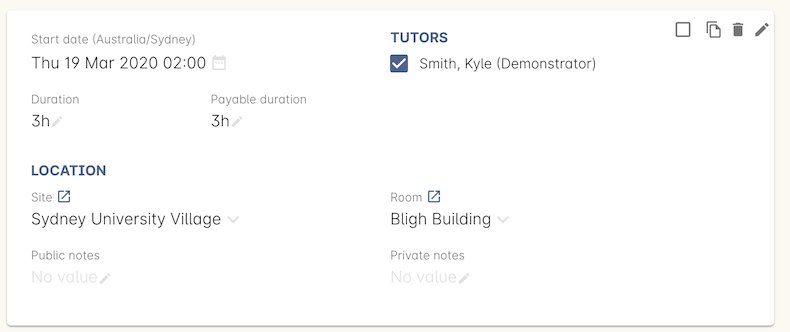 Start date (Australia/Sydney)
Thu 19 Mar 2020 02:00
TUTORS
Smith, Kyle (Demonstrator)
Duration
3h
Payable duration
3h
LOCATION
Site
Sydney University Village
Room
Bligh Building
Public notes
No value
Private notes
No value